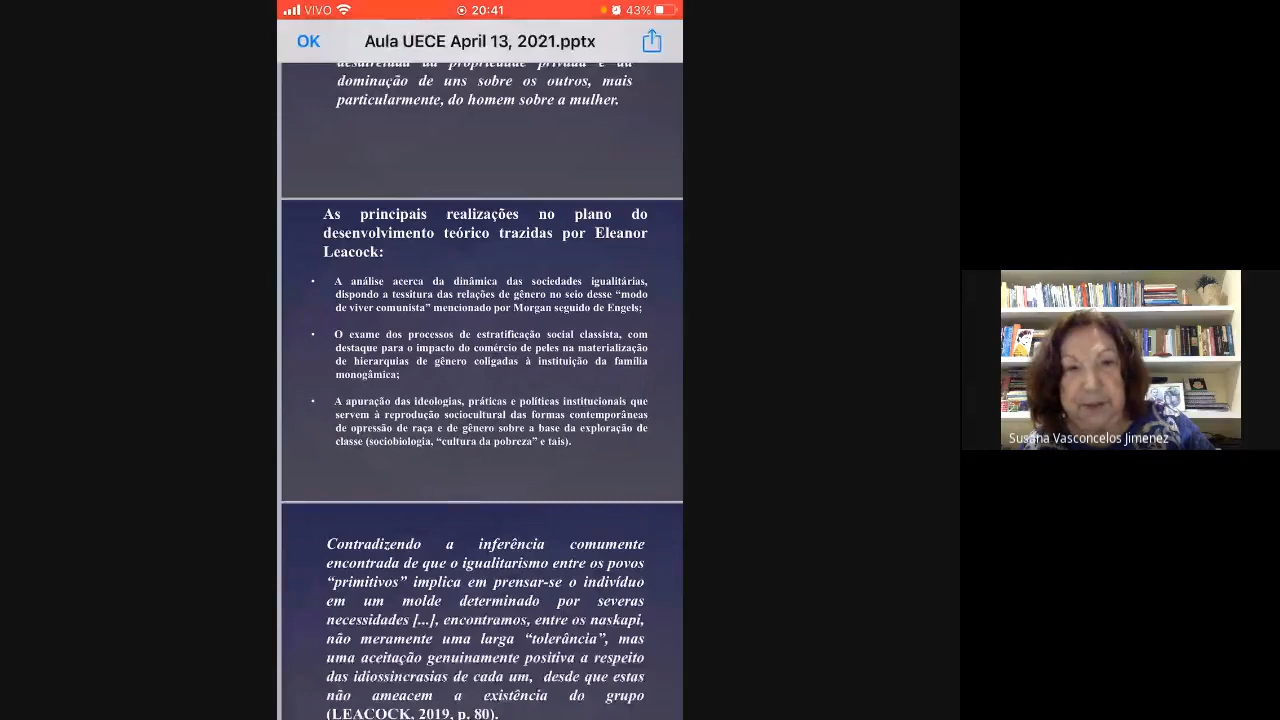 VIVO 20:41 43%
OK Aula UECE April 13, 2021.pptx
desatrelada da propriedade privada e da
dominação de uns sobre os outros, mais
particularmente, do homem sobre a mulher.
As principais realizações no plano do
desenvolvimento teórico trazidas por Eleanor
Leacock:
• A análise acerca da dinâmica das sociedades igualitárias,
dispondo a tessitura das relações de gênero no seio desse “modo
de viver comunista” mencionado por Morgan seguido de Engels;
• O exame dos processos de estratificação social classista, com
destaque para o impacto do comércio de peles na materialização
de hierarquias de gênero coligadas à instituição da família
monogâmica;
• A apuração das ideologias, práticas e políticas institucionais que
servem à reprodução sociocultural das formas contemporâneas
de opressão de raça e de gênero sobre a base da exploração de
classe (sociobiologia, “cultura da pobreza” e tais).
Contradizendo a inferência comumente
encontrada de que o igualitarismo entre os povos
“primitivos” implica em prensar-se o indivíduo
em um molde determinado por severas
necessidades [...], encontramos, entre os naskapi,
não meramente uma larga “tolerância”, mas
uma aceitação genuinamente positiva a respeito
das idiossincrasias de cada um, desde que estas
não ameacem a existência do grupo
(LEACOCK, 2019, p. 80).
Susana Vasconcelos Jimenez